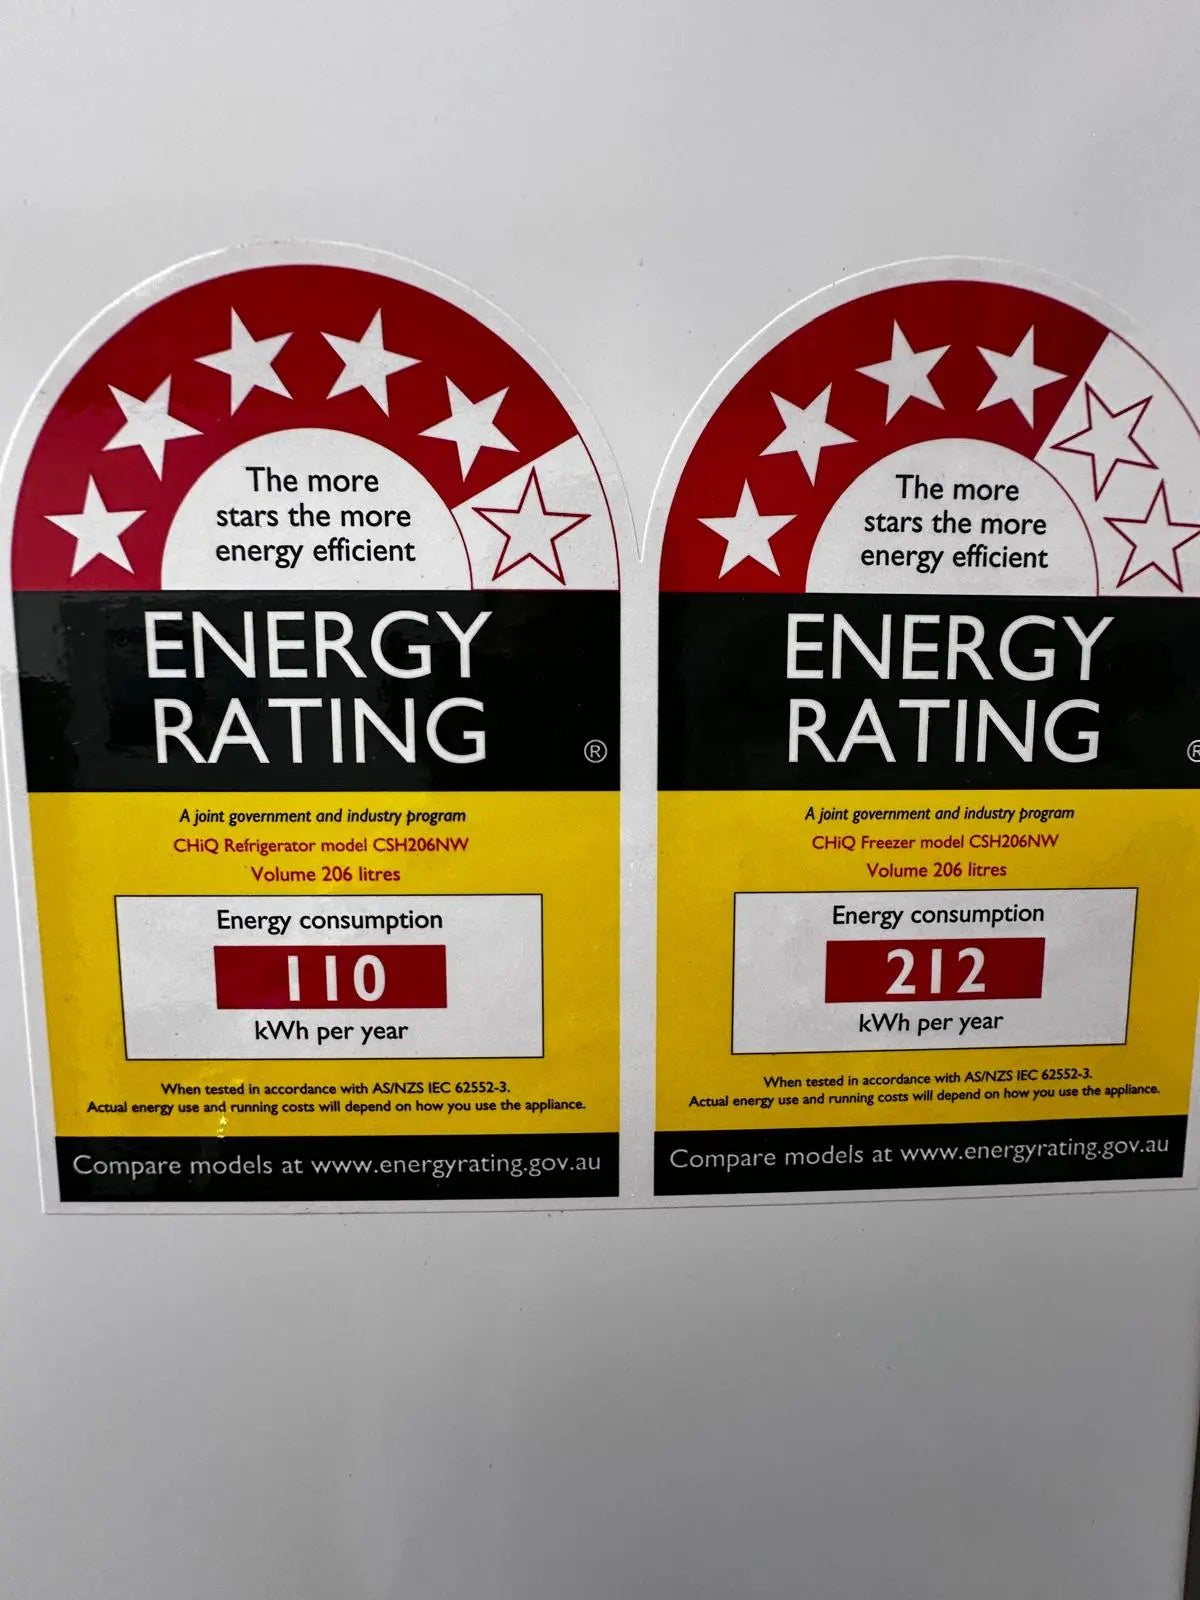 The more
stars the more
energy efficient
ENERGY
RATING
®
A joint government and industry program
CHiQ Refrigerator model CSH206NW
Volume 206 litres
Energy consumption
110
kWh per year
When tested in accordance with AS/NZS IEC 62552-3.
Actual energy use and running costs will depend on how you use the appliance.
Compare models at www.energyrating.gov.au
The more
stars the more
energy efficient
ENERGY
RATING
®
A joint government and industry program
CHiQ Freezer model CSH206NW
Volume 206 litres
Energy consumption
212
kWh per year
When tested in accordance with AS/NZS IEC 62552-3.
Actual energy use and running costs will depend on how you use the appliance.
Compare models at www.energyrating.gov.au